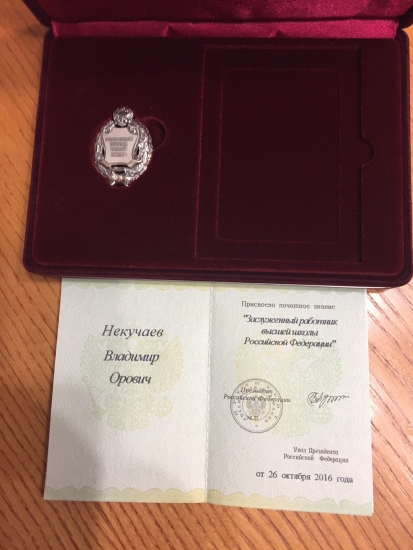 Некучаев
Владимир
Орович
Присвоено почетное звание
"Заслуженный работник
высшей школы
Российской Федерации"
Президент
Российской Федерации
М.П.
Указ Президента
Российской Федерации
от 26 октября 2016 года